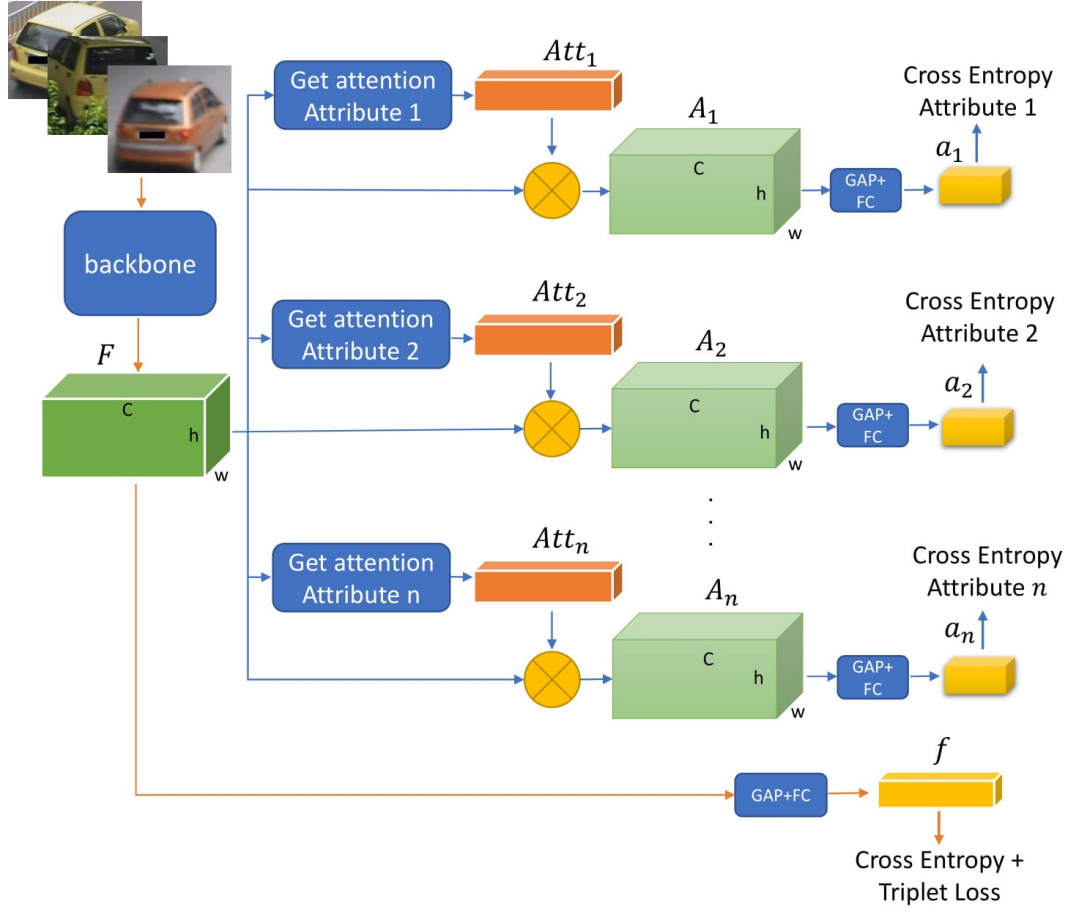 Att₁
Get attention
Attribute 1
A₁
C
h
w
GAP+
FC
a₁
Cross Entropy
Attribute 1
backbone
F
C
h
w
Att₂
Get attention
Attribute 2
A₂
C
h
w
GAP+
FC
a₂
Cross Entropy
Attribute 2
.
.
.
Attₙ
Get attention
Attribute n
Aₙ
C
h
w
GAP+
FC
aₙ
Cross Entropy
Attribute n
GAP+FC
f
Cross Entropy +
Triplet Loss